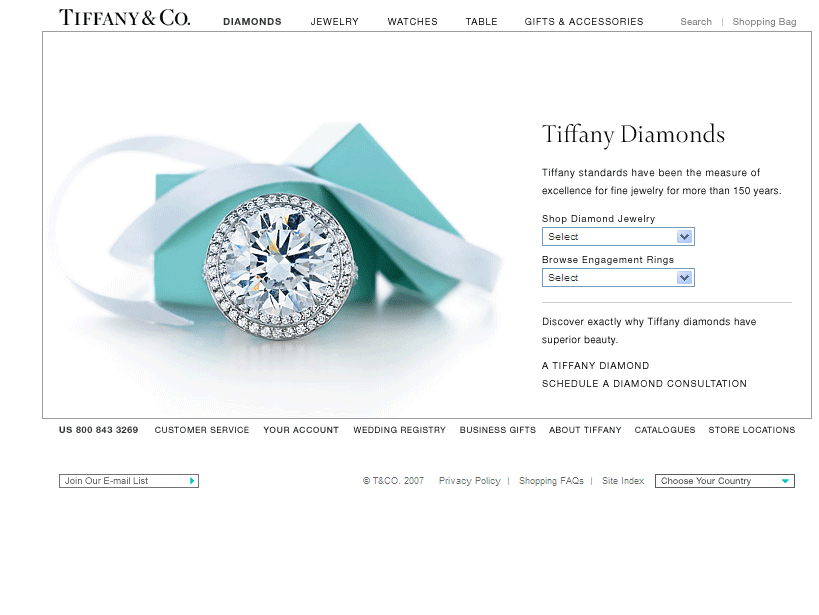 TIFFANY & CO.
DIAMONDS JEWELRY WATCHES TABLE GIFTS & ACCESSORIES Search | Shopping Bag
Tiffany Diamonds
Tiffany standards have been the measure of
excellence for fine jewelry for more than 150 years.
Shop Diamond Jewelry
Select
Browse Engagement Rings
Select
Discover exactly why Tiffany diamonds have
superior beauty.
A TIFFANY DIAMOND
SCHEDULE A DIAMOND CONSULTATION
US 800 843 3269 CUSTOMER SERVICE YOUR ACCOUNT WEDDING REGISTRY BUSINESS GIFTS ABOUT TIFFANY CATALOGUES STORE LOCATIONS
Join Our E-mail List © T&CO. 2007 Privacy Policy | Shopping FAQs | Site Index Choose Your Country